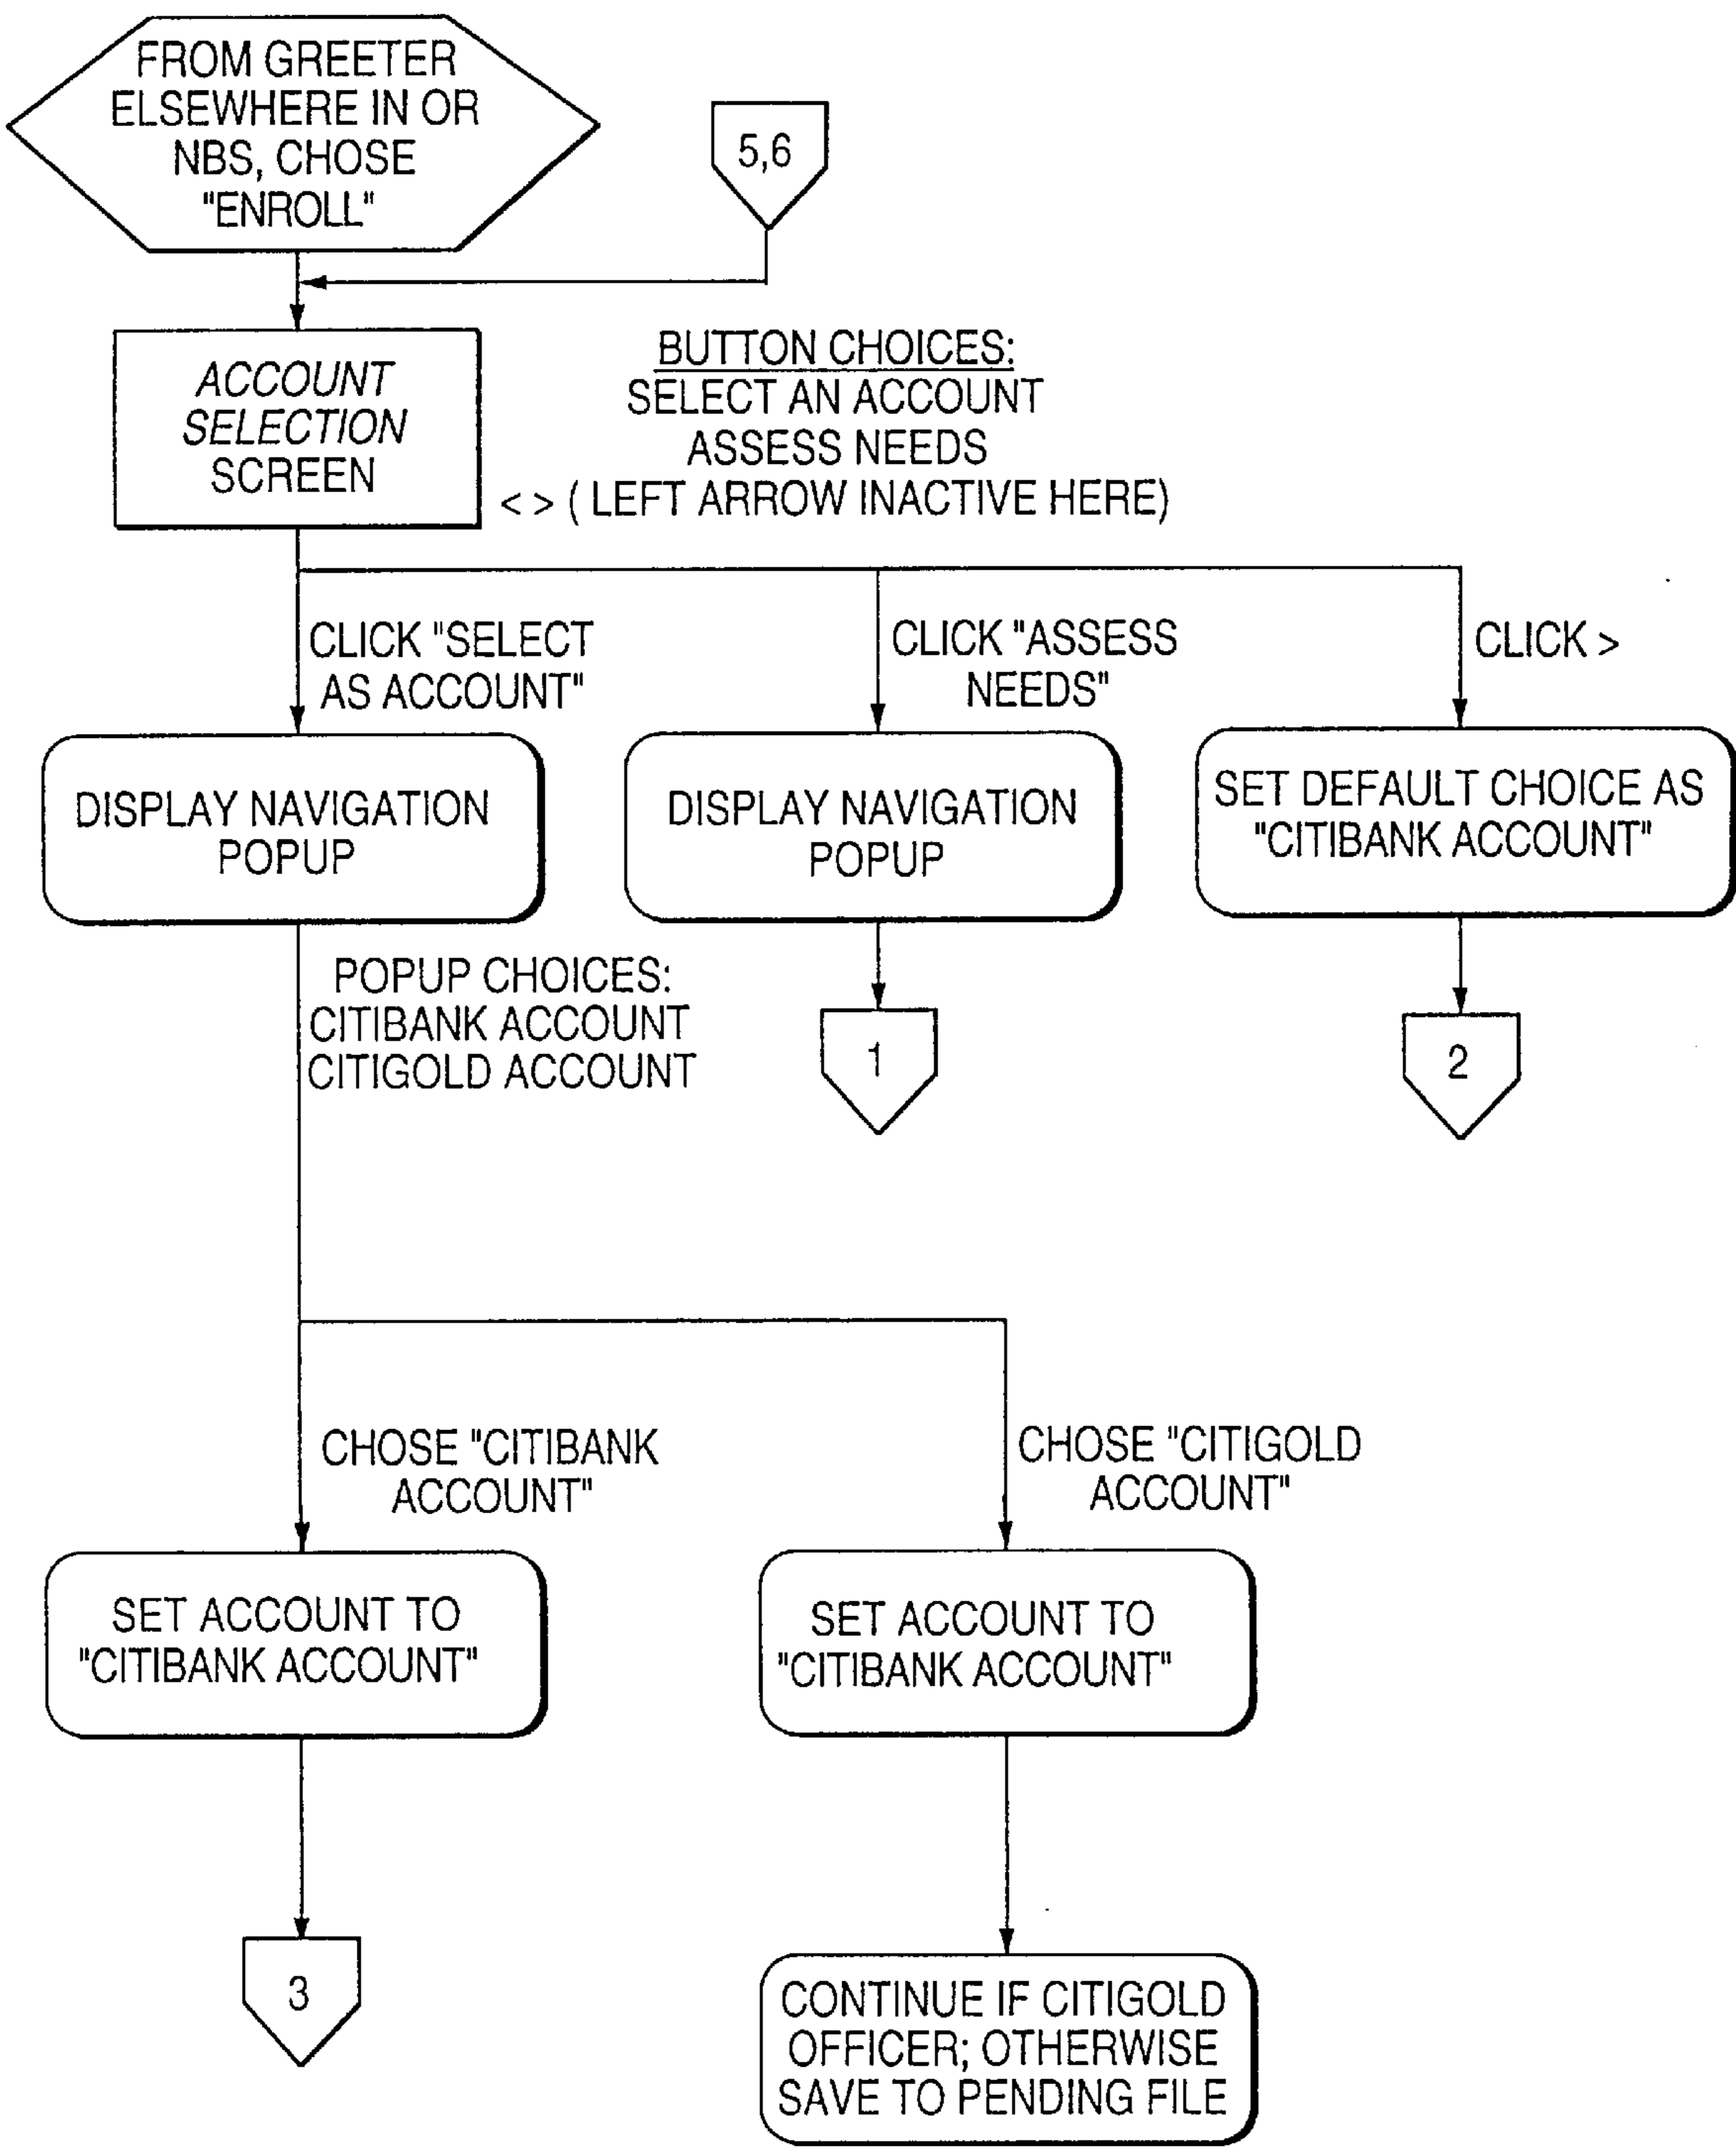 FROM GREETER
ELSEWHERE IN OR
NBS, CHOSE
"ENROLL"
5,6
ACCOUNT
SELECTION
SCREEN
BUTTON CHOICES:
SELECT AN ACCOUNT
ASSESS NEEDS
< > ( LEFT ARROW INACTIVE HERE)
CLICK "SELECT
AS ACCOUNT"
CLICK "ASSESS
NEEDS"
CLICK >
DISPLAY NAVIGATION
POPUP
DISPLAY NAVIGATION
POPUP
SET DEFAULT CHOICE AS
"CITIBANK ACCOUNT"
POPUP CHOICES:
CITIBANK ACCOUNT
CITIGOLD ACCOUNT
1
2
CHOSE "CITIBANK
ACCOUNT"
CHOSE "CITIGOLD
ACCOUNT"
SET ACCOUNT TO
"CITIBANK ACCOUNT"
SET ACCOUNT TO
"CITIBANK ACCOUNT"
3
CONTINUE IF CITIGOLD
OFFICER; OTHERWISE
SAVE TO PENDING FILE